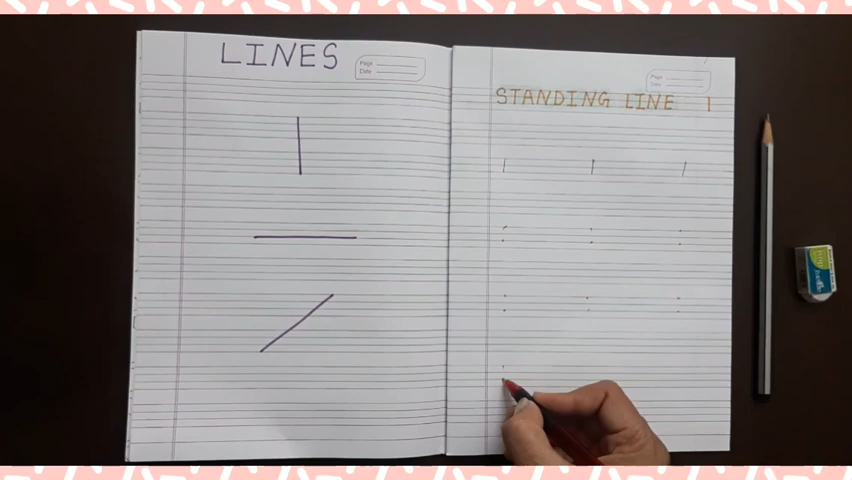 LINES
Page
Date
Page
Date
STANDING LINE |